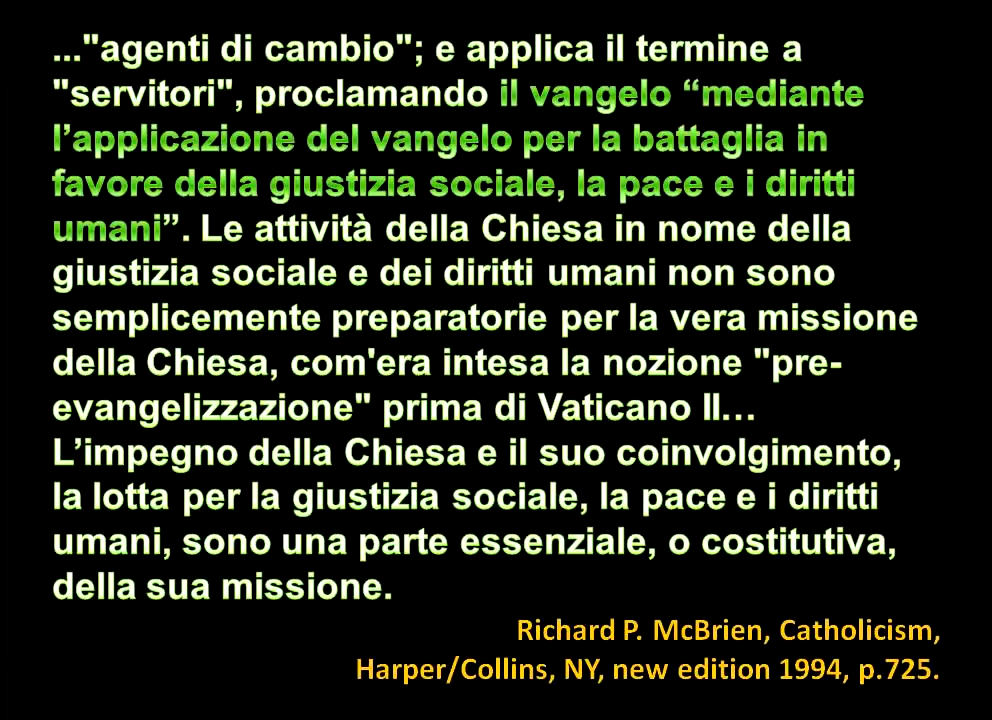 ..."agenti di cambio"; e applica il termine a
"servitori", proclamando il vangelo “mediante
l’applicazione del vangelo per la battaglia in
favore della giustizia sociale, la pace e i diritti
umani”. Le attività della Chiesa in nome della
giustizia sociale e dei diritti umani non sono
semplicemente preparatorie per la vera missione
della Chiesa, com'era intesa la nozione "pre-
evangelizzazione" prima di Vaticano II…
L’impegno della Chiesa e il suo coinvolgimento,
la lotta per la giustizia sociale, la pace e i diritti
umani, sono una parte essenziale, o costitutiva,
della sua missione.
Richard P. McBrien, Catholicism,
Harper/Collins, NY, new edition 1994, p.725.